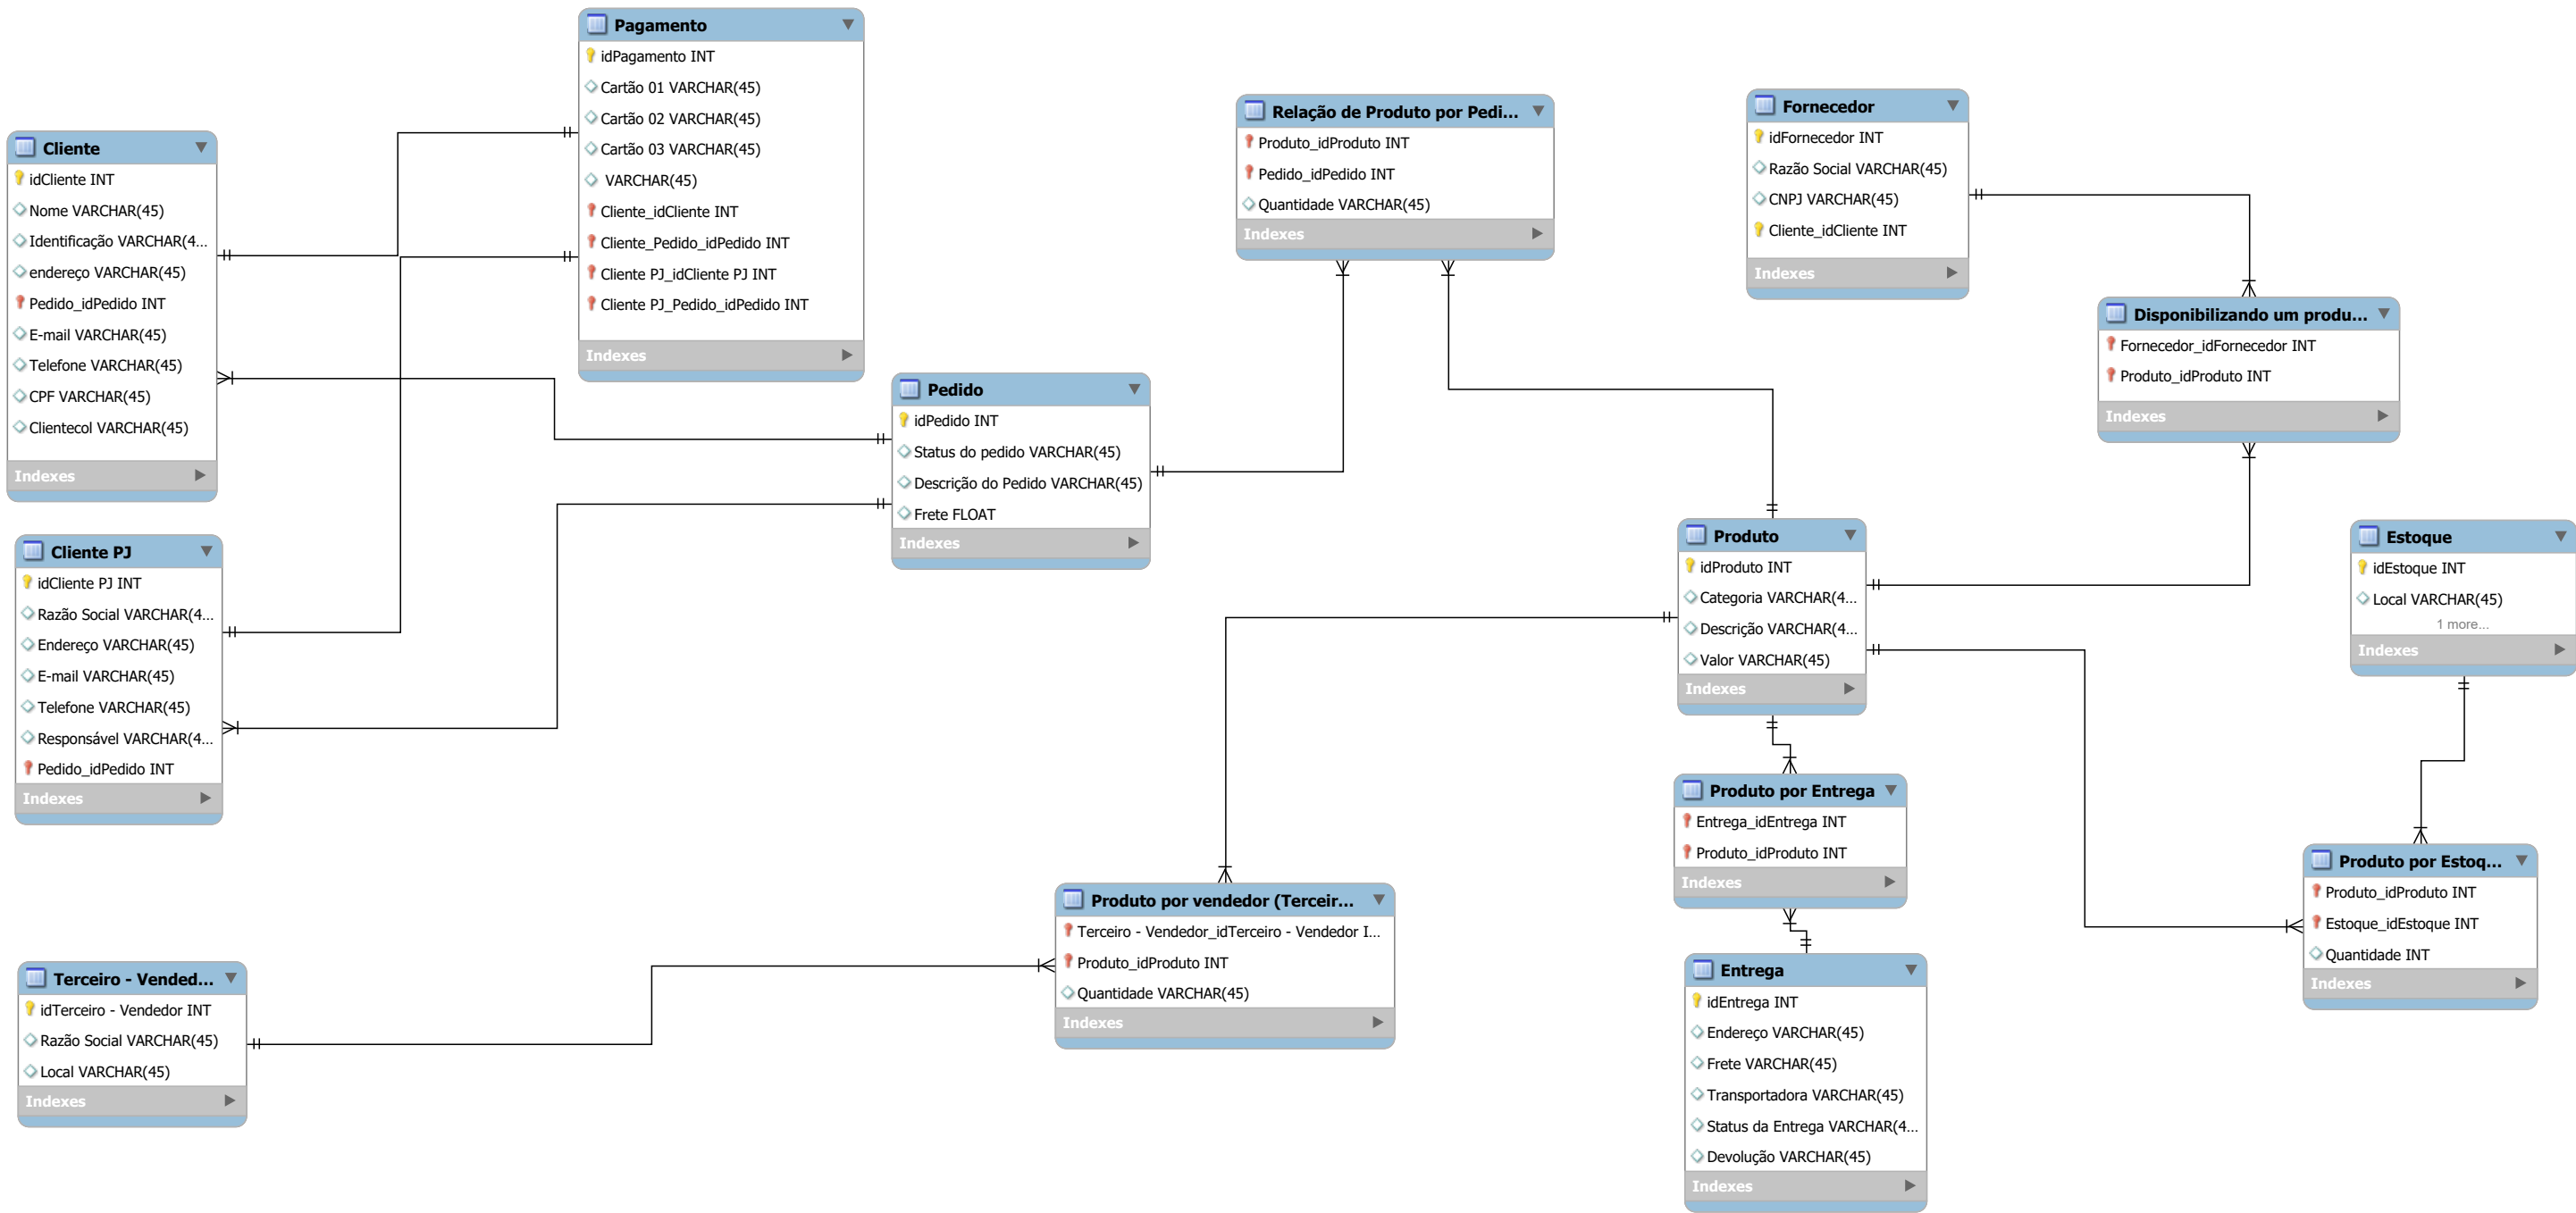 Pagamento
idPagamento INT
Cartão 01 VARCHAR(45)
Cartão 02 VARCHAR(45)
Cartão 03 VARCHAR(45)
VARCHAR(45)
Cliente_idCliente INT
Cliente_Pedido_idPedido INT
Cliente PJ_idCliente PJ INT
Cliente PJ_Pedido_idPedido INT
Indexes
Cliente
idCliente INT
Nome VARCHAR(45)
Identificação VARCHAR(4...
endereço VARCHAR(45)
Pedido_idPedido INT
E-mail VARCHAR(45)
Telefone VARCHAR(45)
CPF VARCHAR(45)
Clientecol VARCHAR(45)
Indexes
Relação de Produto por Pedi...
Produto_idProduto INT
Pedido_idPedido INT
Quantidade VARCHAR(45)
Indexes
Fornecedor
idFornecedor INT
Razão Social VARCHAR(45)
CNPJ VARCHAR(45)
Cliente_idCliente INT
Indexes
Disponibilizando um produ...
Fornecedor_idFornecedor INT
Produto_idProduto INT
Indexes
Pedido
idPedido INT
Status do pedido VARCHAR(45)
Descrição do Pedido VARCHAR(45)
Frete FLOAT
Indexes
Cliente PJ
idCliente PJ INT
Razão Social VARCHAR(4...
Endereço VARCHAR(45)
E-mail VARCHAR(45)
Telefone VARCHAR(45)
Responsável VARCHAR(4...
Pedido_idPedido INT
Indexes
Produto
idProduto INT
Categoria VARCHAR(4...
Descrição VARCHAR(4...
Valor VARCHAR(45)
Indexes
Estoque
idEstoque INT
Local VARCHAR(45)
1 more...
Indexes
Produto por Entrega
Entrega_idEntrega INT
Produto_idProduto INT
Indexes
Produto por Estoq...
Produto_idProduto INT
Estoque_idEstoque INT
Quantidade INT
Indexes
Produto por vendedor (Terceir...
Terceiro - Vendedor_idTerceiro - Vendedor I...
Produto_idProduto INT
Quantidade VARCHAR(45)
Indexes
Terceiro - Vended...
idTerceiro - Vendedor INT
Razão Social VARCHAR(45)
Local VARCHAR(45)
Indexes
Entrega
idEntrega INT
Endereço VARCHAR(45)
Frete VARCHAR(45)
Transportadora VARCHAR(45)
Status da Entrega VARCHAR(4...
Devolução VARCHAR(45)
Indexes